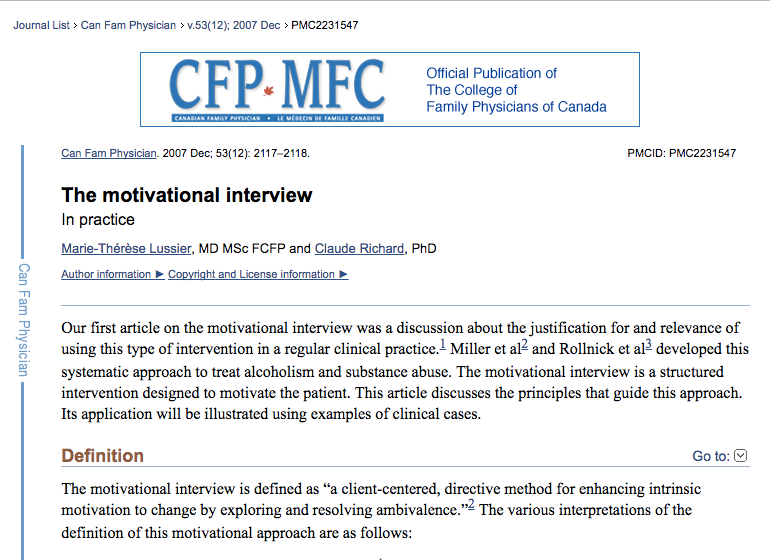 Journal List > Can Fam Physician > v.53(12); 2007 Dec > PMC2231547
CFP MFC
CANADIAN FAMILY PHYSICIAN • LE MÉDECIN DE FAMILLE CANADIEN
Official Publication of
The College of
Family Physicians of Canada
Can Fam Physician. 2007 Dec; 53(12): 2117–2118.
PMCID: PMC2231547
The motivational interview
In practice
Marie-Thérèse Lussier, MD MSc FCFP and Claude Richard, PhD
Author information ► Copyright and License information ►
Can Fam Physician
Our first article on the motivational interview was a discussion about the justification for and relevance of
using this type of intervention in a regular clinical practice.1 Miller et al2 and Rollnick et al3 developed this
systematic approach to treat alcoholism and substance abuse. The motivational interview is a structured
intervention designed to motivate the patient. This article discusses the principles that guide this approach.
Its application will be illustrated using examples of clinical cases.
Definition
Go to:
The motivational interview is defined as “a client-centered, directive method for enhancing intrinsic
motivation to change by exploring and resolving ambivalence.”2 The various interpretations of the
definition of this motivational approach are as follows: